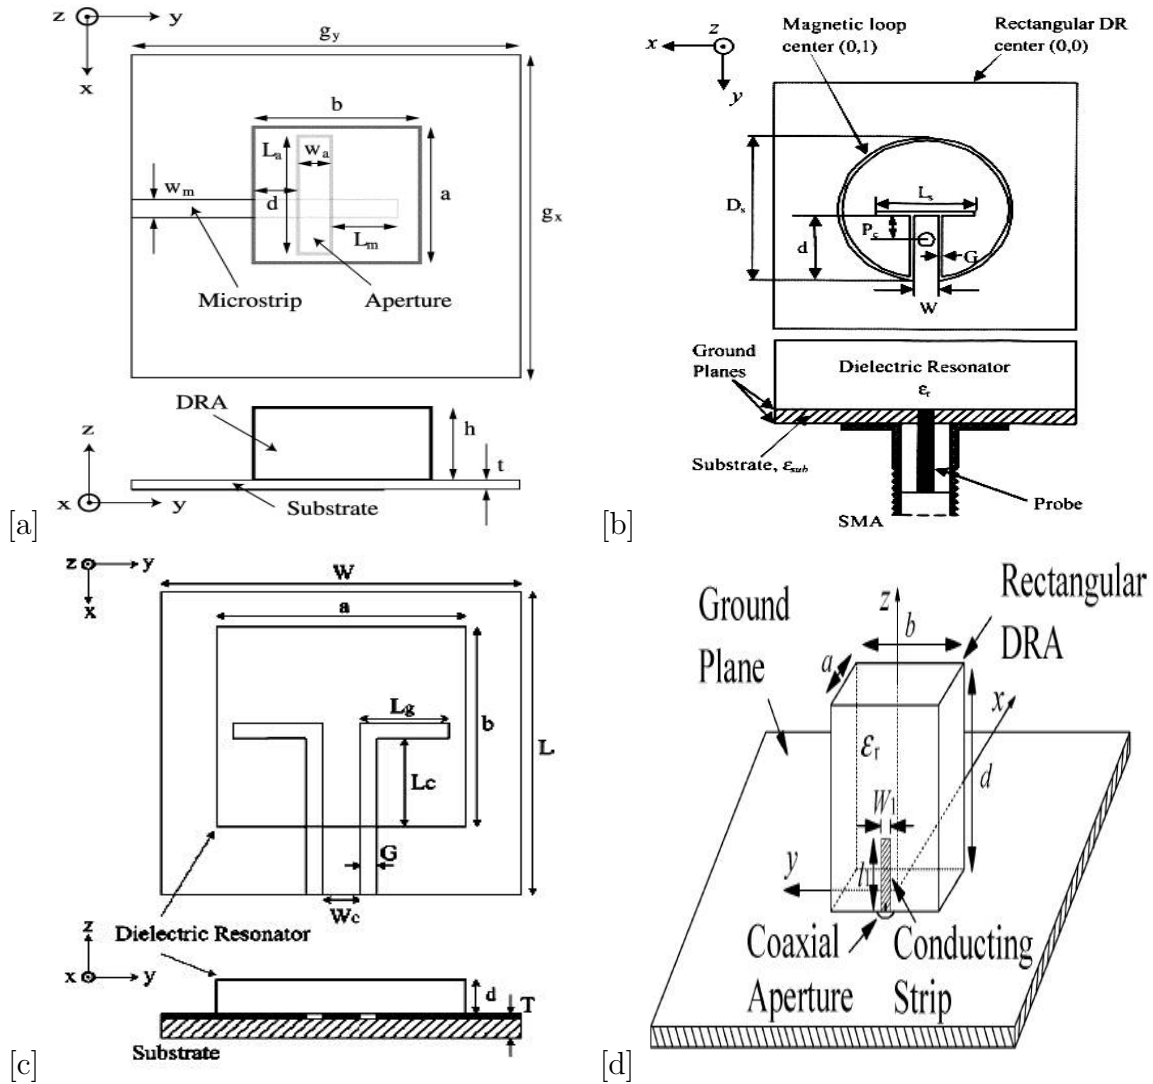 z
y
x
g_y
b
L_a
w_a
a
w_m
d
g_x
L_m
Microstrip
Aperture
DRA
z
h
t
x
y
Substrate
[a]
Magnetic loop
center (0,1)
Rectangular DR
center (0,0)
z
x
y
D_s
L_s
P_c
d
G
W
Ground
Planes
Dielectric Resonator
ε_r
Substrate, ε_sub
Probe
SMA
[b]
z
y
x
W
a
Lg
b
L
Lc
G
Wc
z
Dielectric Resonator
x
y
d
T
Substrate
[c]
Ground
Plane
z
b
Rectangular
DRA
a
x
ε_r
d
W_1
l_1
y
Coaxial
Aperture
Conducting
Strip
[d]